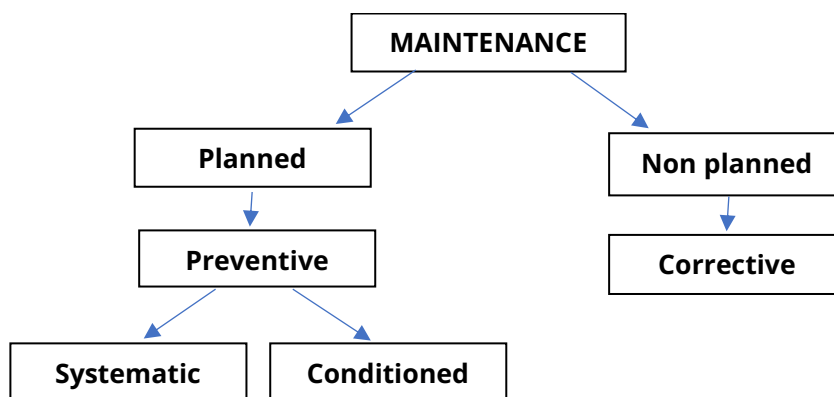 MAINTENANCE
Planned
Non planned
Preventive
Corrective
Systematic
Conditioned